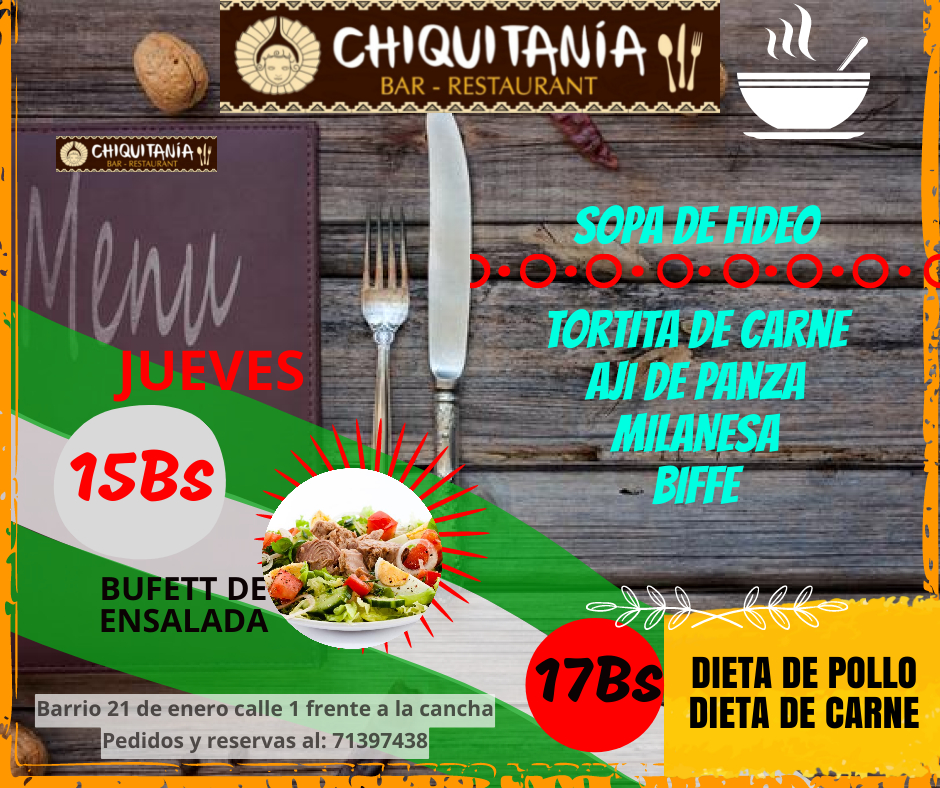 CHIQUITANÍA
BAR - RESTAURANT
CHIQUITANÍA
BAR - RESTAURANT
Menu
SOPA DE FIDEO
TORTITA DE CARNE
AJI DE PANZA
MILANESA
BIFFE
JUEVES
15Bs
BUFETT DE
ENSALADA
17Bs
DIETA DE POLLO
DIETA DE CARNE
Barrio 21 de enero calle 1 frente a la cancha
Pedidos y reservas al: 71397438